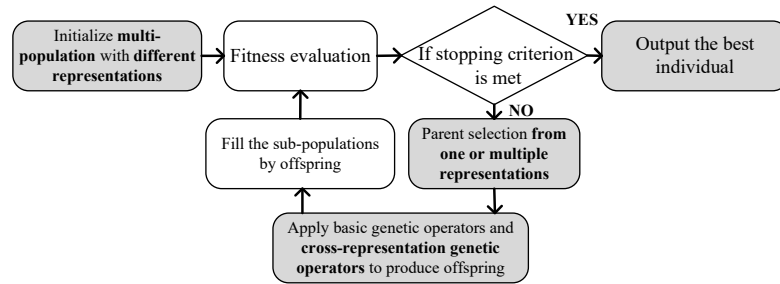 Initialize multi-
population with different
representations
Fitness evaluation
If stopping criterion
is met
YES
Output the best
individual
NO
Parent selection from
one or multiple
representations
Apply basic genetic operators and
cross-representation genetic
operators to produce offspring
Fill the sub-populations
by offspring